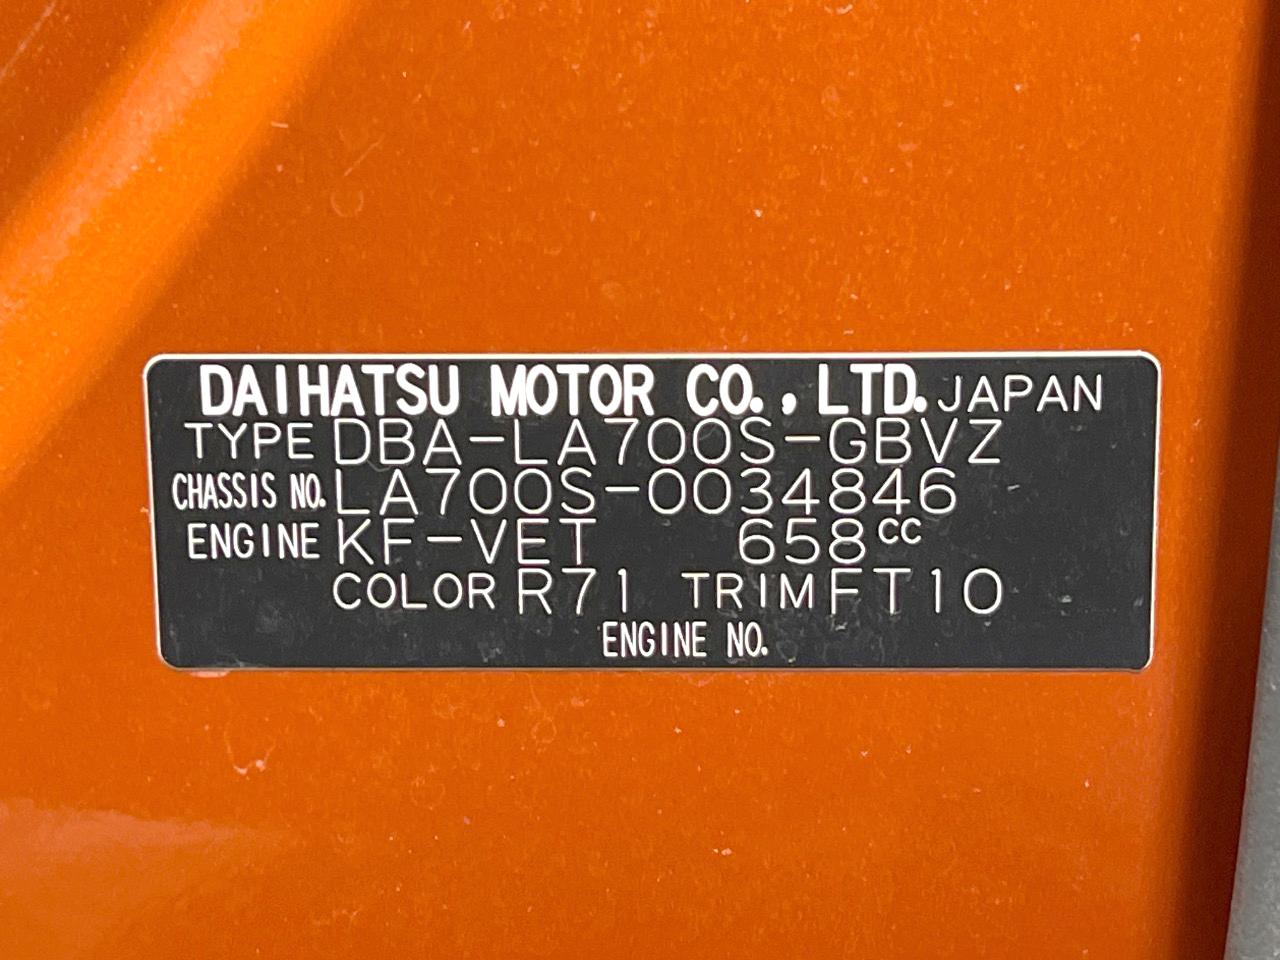 DAIHATSU MOTOR CO., LTD. JAPAN
TYPE DBA-LA700S-GBVZ
CHASSIS NO. LA700S-0034846
ENGINE KF-VET 658cc
COLOR R71 TRIM FT10
ENGINE NO.